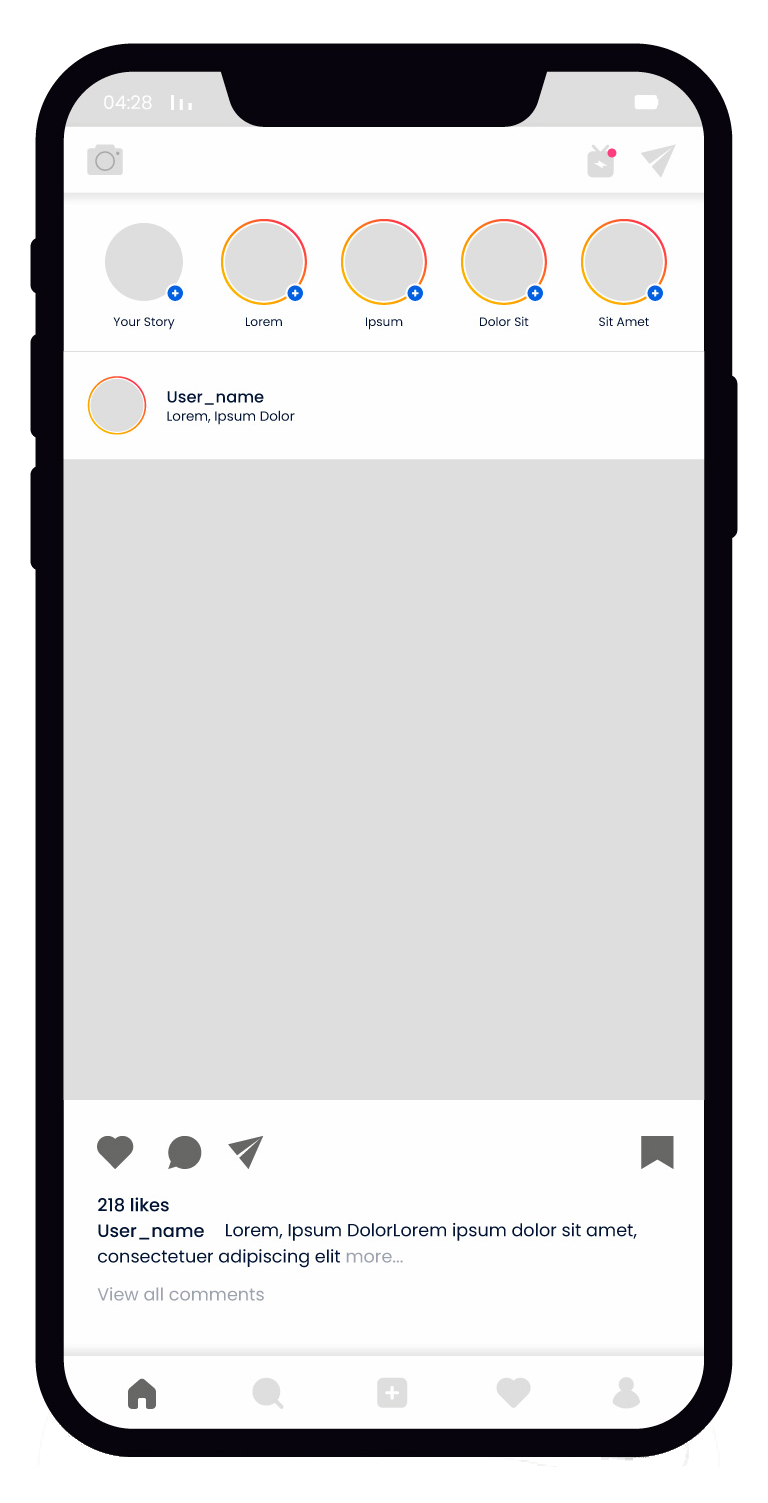 04:28
Your Story
Lorem
Ipsum
Dolor Sit
Sit Amet
User_name
Lorem, Ipsum Dolor
218 likes
User_name Lorem, Ipsum DolorLorem ipsum dolor sit amet,
consectetuer adipiscing elit more...
View all comments